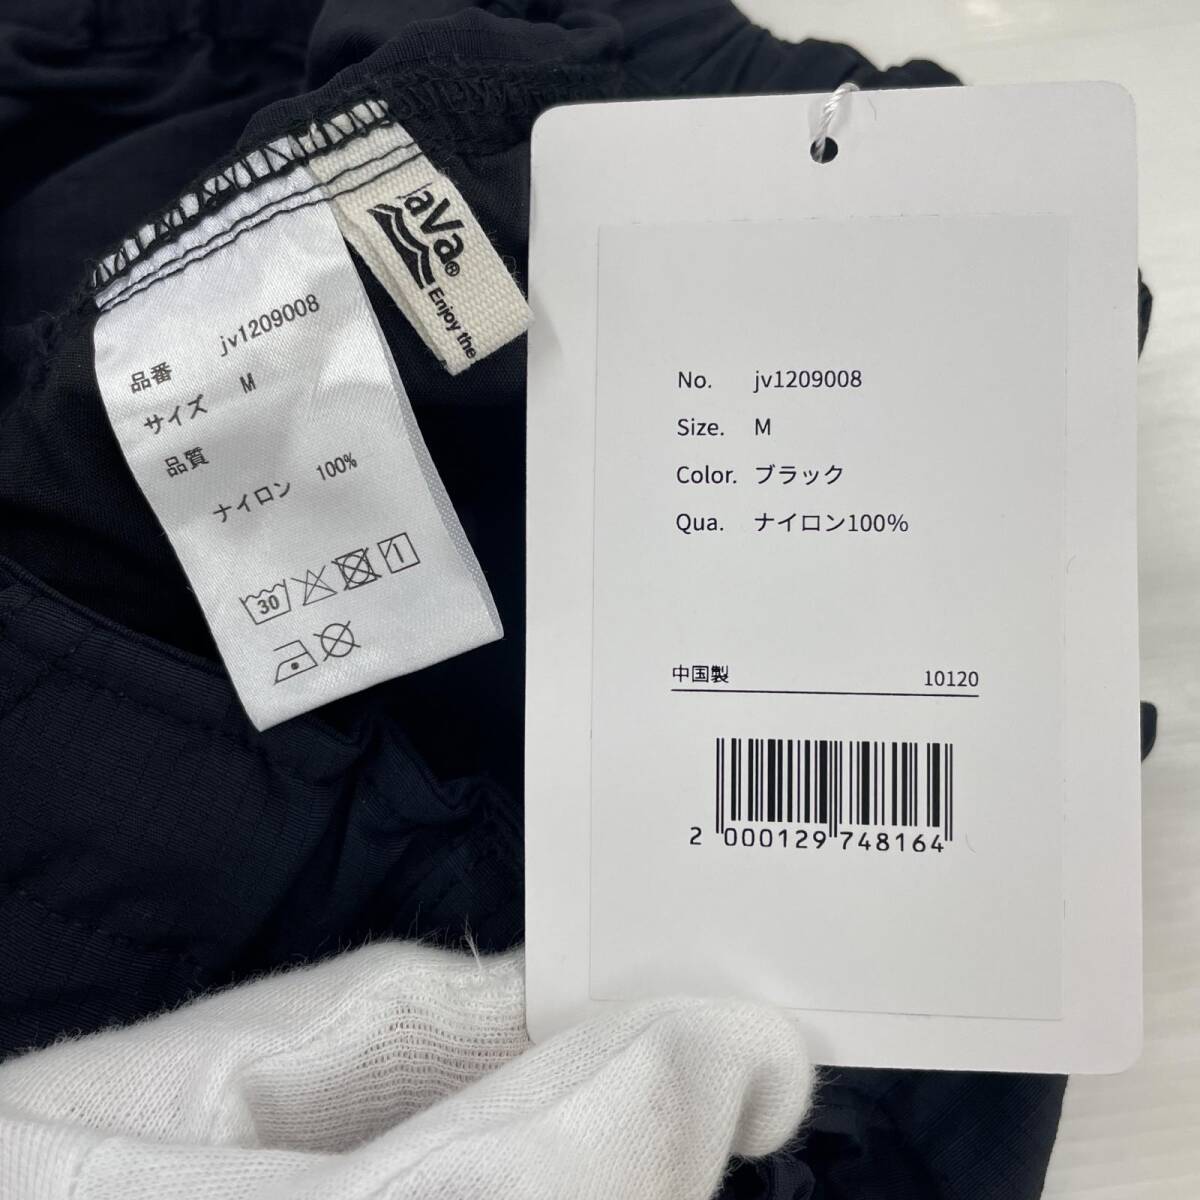 品番 jv1209008
サイズ M
品質
ナイロン 100%
30
aVa®
Enjoy the
No. jv1209008
Size. M
Color. ブラック
Qua. ナイロン100%
中国製 10120
2 000129 748164